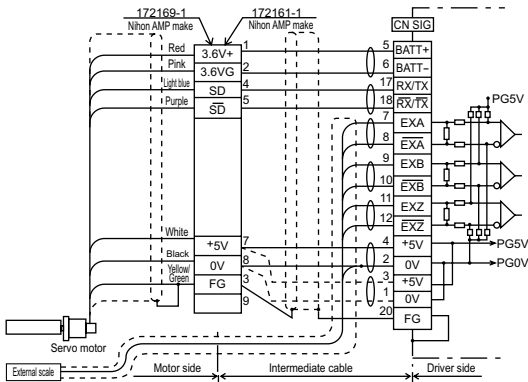 172169-1
Nihon AMP make
172161-1
Nihon AMP make
CN SIG
Red
3.6V+
1
5
BATT+
Pink
3.6VG
2
6
BATT−
Light blue
SD
4
17
RX/TX
Purple
SD
5
18
RX/TX
PG5V
7
EXA
8
EXA
9
EXB
10
EXB
11
EXZ
12
EXZ
White
+5V
7
4
+5V
PG5V
Black
0V
8
2
0V
PG0V
Yellow/
Green
FG
3
3
+5V
9
1
0V
20
FG
Servo motor
External scale
Motor side
Intermediate cable
Driver side